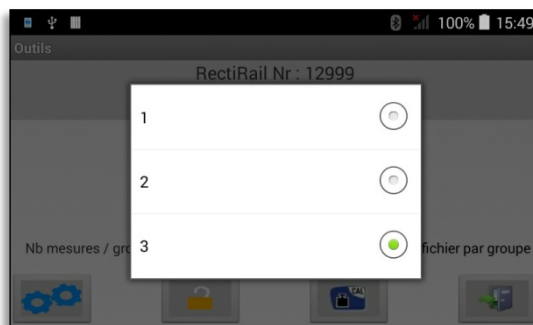 100% 15:49
Outils
RectiRail Nr : 12999
1
2
3
Nb mesures / gro fichier par groupe
CAL